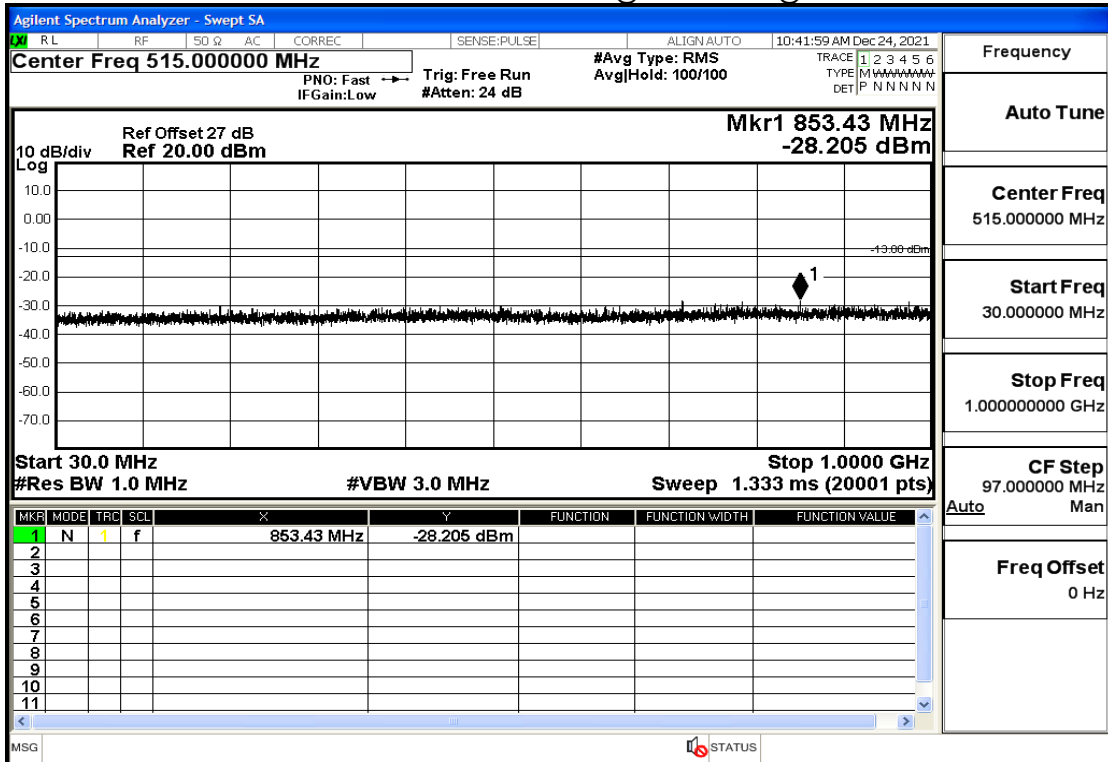 Agilent Spectrum Analyzer - Swept SA
LXI RL RF 50 Ω AC CORREC SENSE:PULSE ALIGN AUTO 10:41:59 AM Dec 24, 2021
Center Freq 515.000000 MHz #Avg Type: RMS TRACE 1 2 3 4 5 6
PNO: Fast Trig: Free Run Avg|Hold: 100/100 TYPE M WWWWW
IFGain:Low #Atten: 24 dB DET P N N N N N
Mkr1 853.43 MHz
Ref Offset 27 dB
10 dB/div Ref 20.00 dBm -28.205 dBm
Log
10.0
0.00
-10.0
-13.00 dBm
-20.0
1
-30.0
-40.0
-50.0
-60.0
-70.0
Start 30.0 MHz Stop 1.0000 GHz
#Res BW 1.0 MHz #VBW 3.0 MHz Sweep 1.333 ms (20001 pts)
MKR MODE TRC SCL X Y FUNCTION FUNCTION WIDTH FUNCTION VALUE
1 N 1 f 853.43 MHz -28.205 dBm
2
3
4
5
6
7
8
9
10
11
MSG STATUS
Frequency
Auto Tune
Center Freq
515.000000 MHz
Start Freq
30.000000 MHz
Stop Freq
1.000000000 GHz
CF Step
97.000000 MHz
Auto Man
Freq Offset
0 Hz